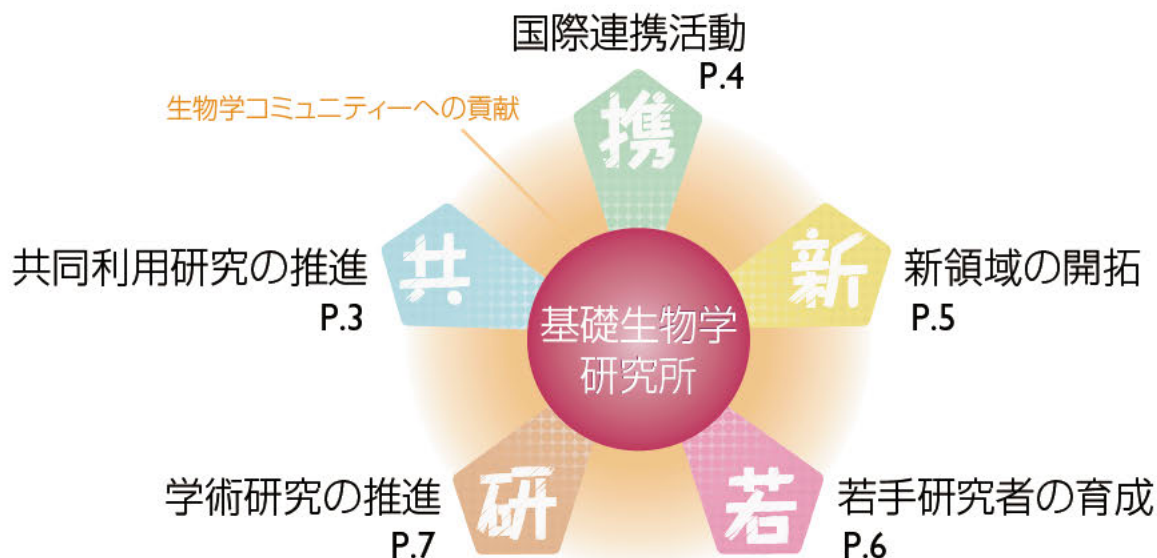 国際連携活動
P.4
生物学コミュニティーへの貢献
携
共同利用研究の推進
P.3
共
新
新領域の開拓
P.5
基礎生物学
研究所
学術研究の推進
P.7
研
若
若手研究者の育成
P.6